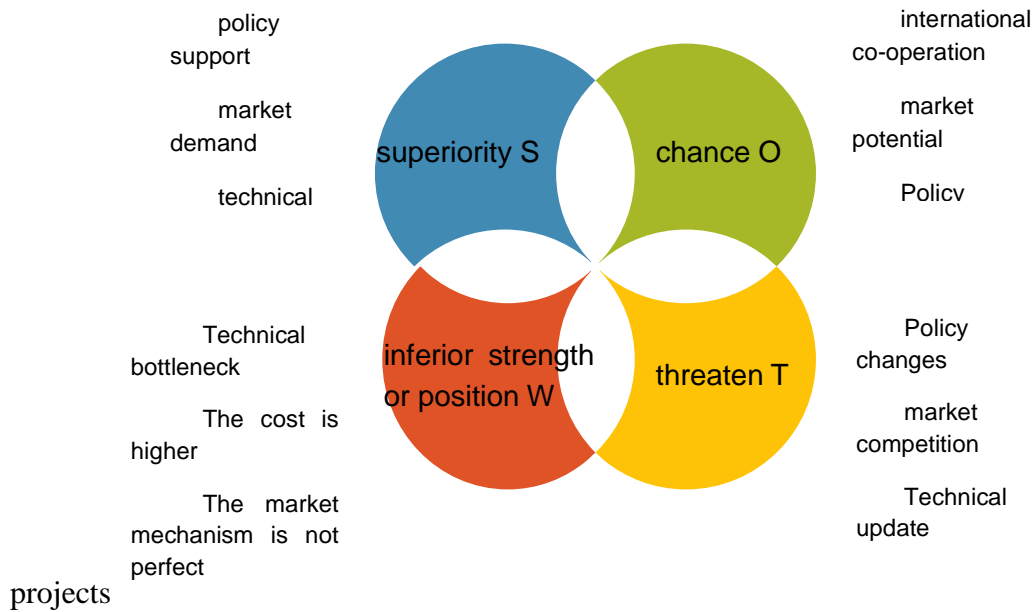 policy
support
market
demand
technical
superiority S
chance O
international
co-operation
market
potential
Policy
Technical
bottleneck
The cost is
higher
The market
mechanism is not
perfect
inferior strength
or position W
threaten T
Policy
changes
market
competition
Technical
update
projects